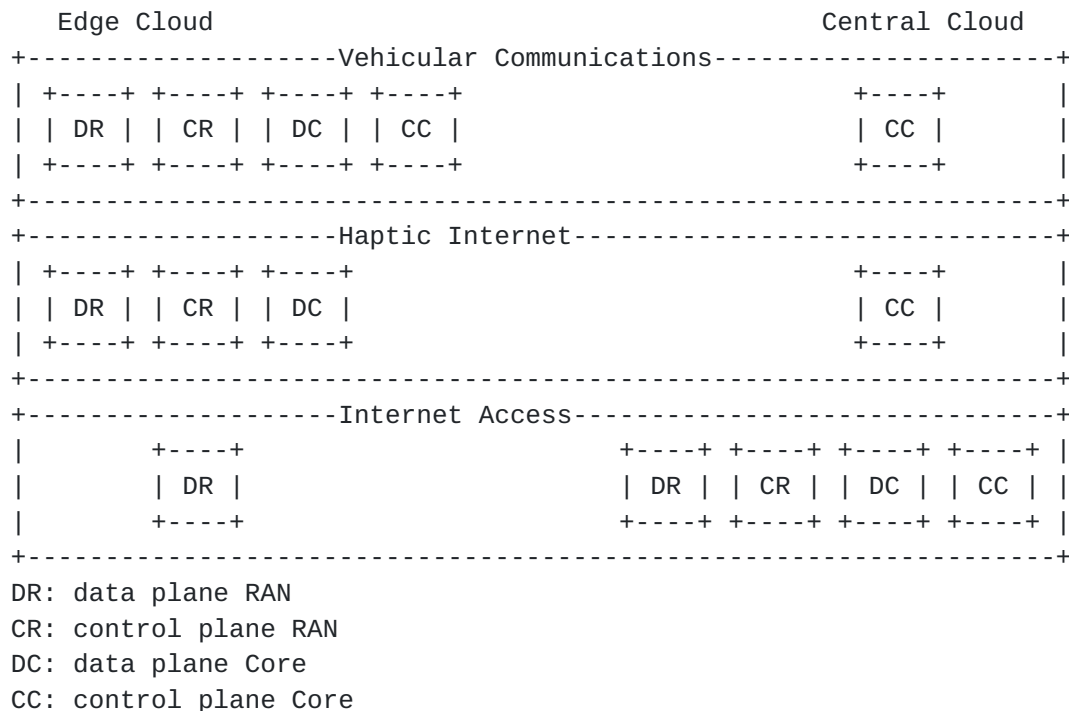 Edge Cloud                                       Central Cloud
+--------------------Vehicular Communications----------------------+
| +----+ +----+ +----+ +----+                         +----+       |
| | DR | | CR | | DC | | CC |                         | CC |       |
| +----+ +----+ +----+ +----+                         +----+       |
+------------------------------------------------------------------+
+--------------------Haptic Internet-------------------------------+
| +----+ +----+ +----+                                +----+       |
| | DR | | CR | | DC |                                | CC |       |
| +----+ +----+ +----+                                +----+       |
+------------------------------------------------------------------+
+--------------------Internet Access-------------------------------+
|        +----+                        +----+ +----+ +----+ +----+ |
|        | DR |                        | DR | | CR | | DC | | CC | |
|        +----+                        +----+ +----+ +----+ +----+ |
+------------------------------------------------------------------+
DR: data plane RAN
CR: control plane RAN
DC: data plane Core
CC: control plane Core